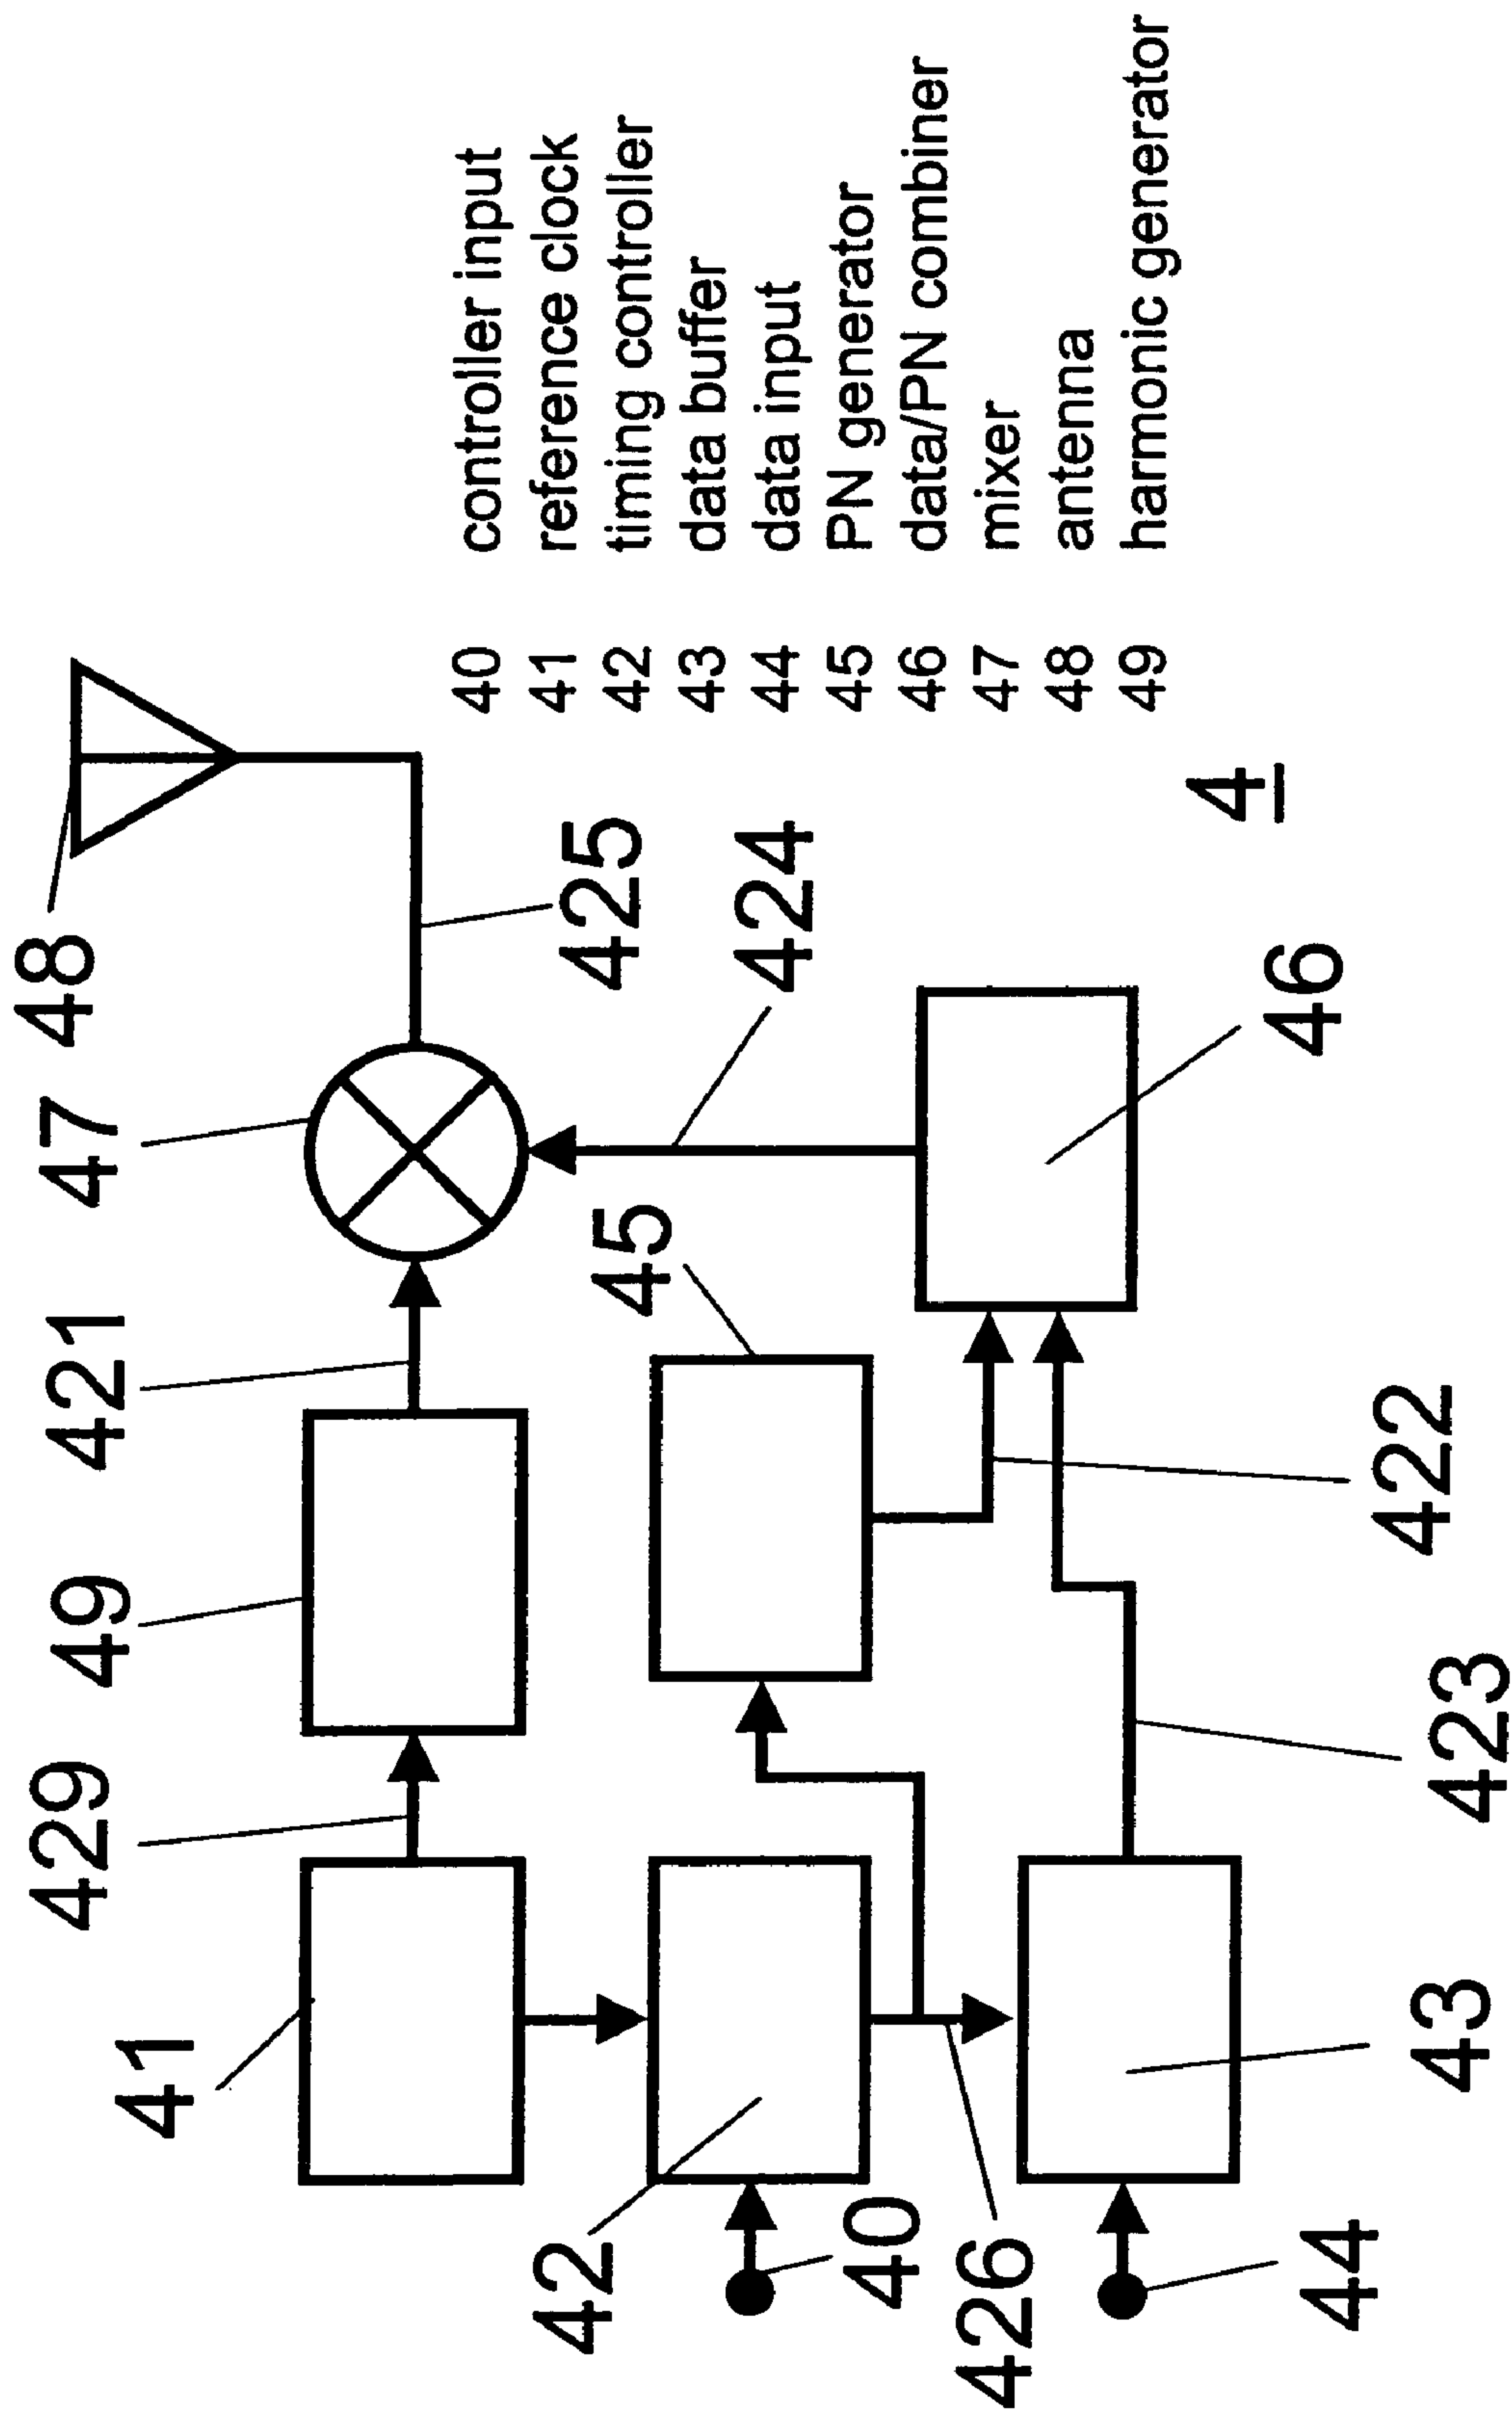 48
47
421
49
429
41
425
424
45
46
422
423
43
42
40
426
44
4
40 controller input
41 reference clock
42 timing controller
43 data buffer
44 data input
45 PN generator
46 data/PN combiner
47 mixer
48 antenna
49 harmonic generator